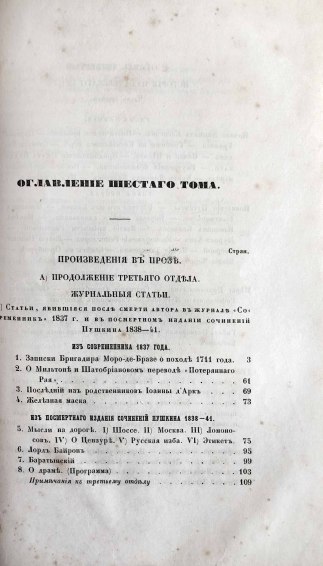 ОГЛАВЛЕНІЕ ШЕСТАГО ТОМА.
Стран.
ПРОИЗВЕДЕНІЯ ВЪ ПРОЗѢ.
А) ПРОДОЛЖЕНІЕ ТРЕТЬЯГО ОТДѢЛА.
ЖУРНАЛЬНЫЯ СТАТЬИ.
) Статьи, явившіяся послѣ смерти автора въ журналѣ «Со-
ременникъ» 1837 г. и въ посмертномъ изданіи сочиненій
Пушкина 1838—41.
ИЗЪ СОВРЕМЕННИКА 1837 ГОДА.
1. Записки Бригадира Моро-де-Бразе о походѣ 1711 года. 3
2. О Мильтонѣ и Шатобріановомъ переводѣ «Потеряннаго
Рая» 61
3. Послѣдній изъ родственниковъ Іоанны д'Аркъ 69
4. Желѣзная маска 73
ИЗЪ ПОСМЕРТНАГО ИЗДАНІЯ СОЧИНЕНІЙ ПУШКИНА 1838—41.
5. Мысли на дорогѣ. I) Шоссе. II) Москва. III) Ломоно-
совъ. IV) О Цензурѣ. V) Русская изба. VI) Этикетъ. 75
6. Лордъ Байронъ 95
7. Баратынскій 99
8. О драмѣ. (Программа) 103
Примѣчанія къ третьему отдѣлу 109